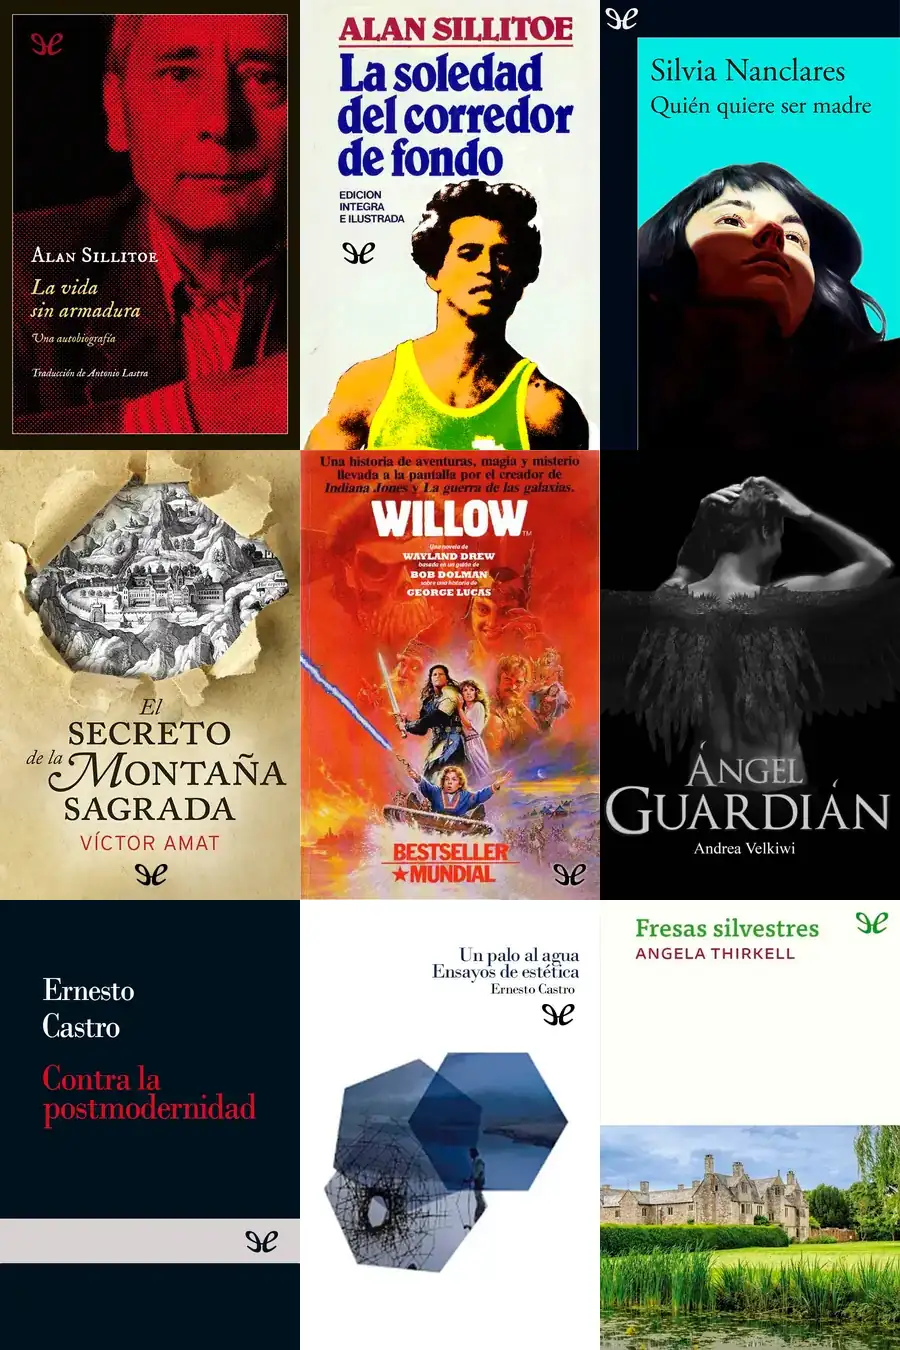 Alan Sillitoe
La vida
sin armadura
Una autobiografía
Traducción de Antonio Lastra
ALAN SILLITOE
La soledad
del corredor
de fondo
EDICION
INTEGRA
E ILUSTRADA
Silvia Nanclares
Quién quiere ser madre
El
SECRETO
de la MONTAÑA
SAGRADA
VÍCTOR AMAT
Una historia de aventuras, magia y misterio
llevada a la pantalla por el creador de
Indiana Jones y La guerra de las galaxias.
WILLOW™
Una novela de
WAYLAND DREW
basada en un guión de
BOB DOLMAN
sobre una historia de
GEORGE LUCAS
BESTSELLER
MUNDIAL
ÁNGEL
GUARDIÁN
Andrea Velkiwi
Ernesto
Castro
Contra la
postmodernidad
Un palo al agua
Ensayos de estética
Ernesto Castro
Fresas silvestres
ANGELA THIRKELL